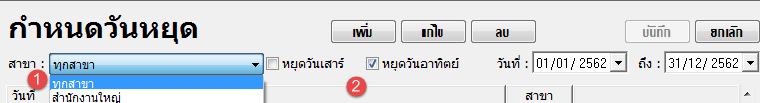 กำหนดวันหยุด เพิ่ม แก้ไข ลบ บันทึก ยกเลิก
สาขา : ทุกสาขา หยุดวันเสาร์ หยุดวันอาทิตย์ วันที่ : 01/01/ 2562 ถึง : 31/12/ 2562
1 ทุกสาขา 2
วันที่ สำนักงานใหญ่ สาขา